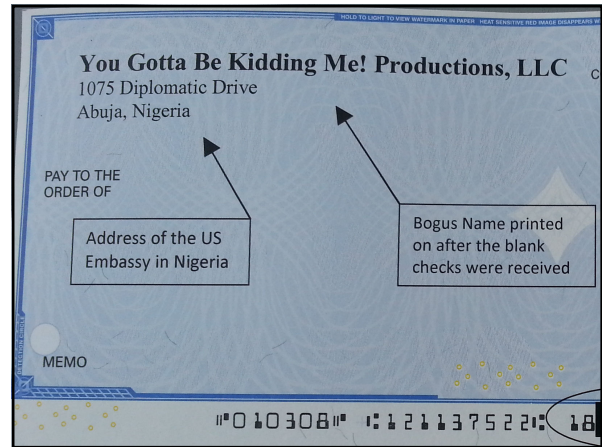 HOLD TO LIGHT TO VIEW WATERMARK IN PAPER HEAT SENSITIVE RED IMAGE DISAPPEARS W
You Gotta Be Kidding Me! Productions, LLC
C
1075 Diplomatic Drive
Abuja, Nigeria
PAY TO THE
ORDER OF
Address of the US
Embassy in Nigeria
Bogus Name printed
on after the blank
checks were received
MEMO
⑈010308⑈ ⑆121137522⑆ 18